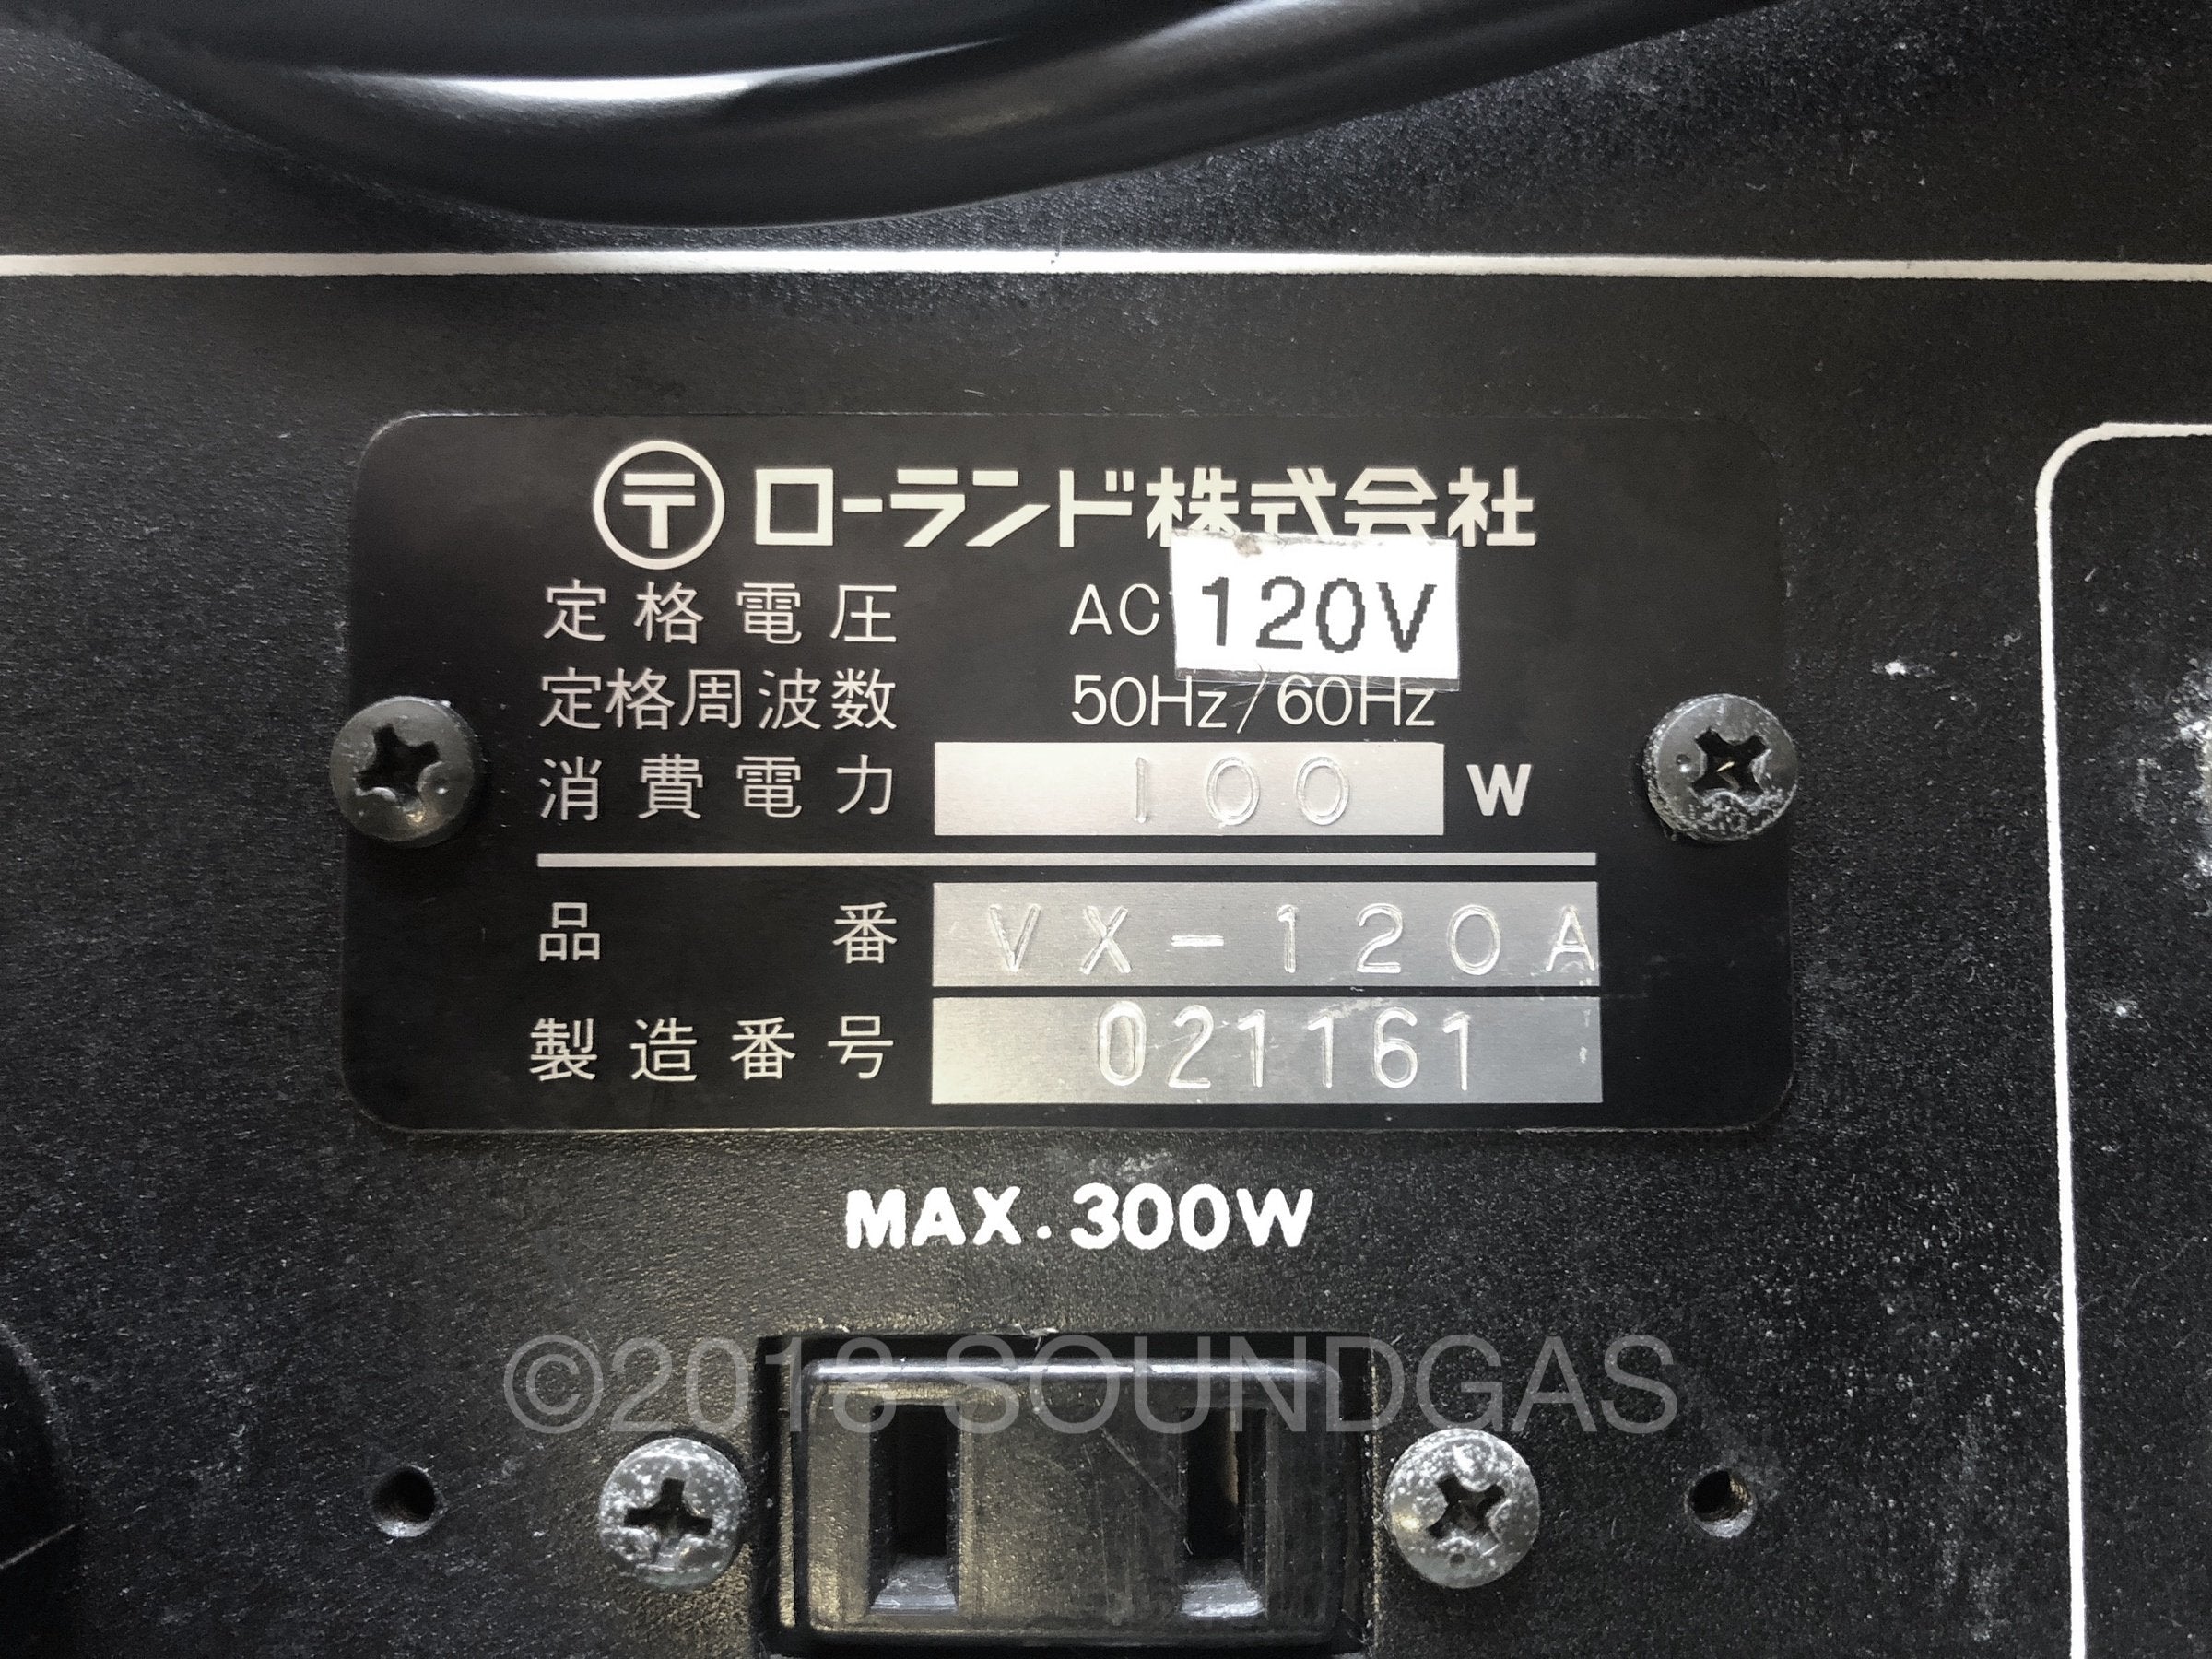 〒 ローランド株式会社
定格電圧 AC 120V
定格周波数 50Hz/60Hz
消費電力 100 W
品番 VX-120A
製造番号 021161
MAX. 300W
©2018 SOUNDGAS